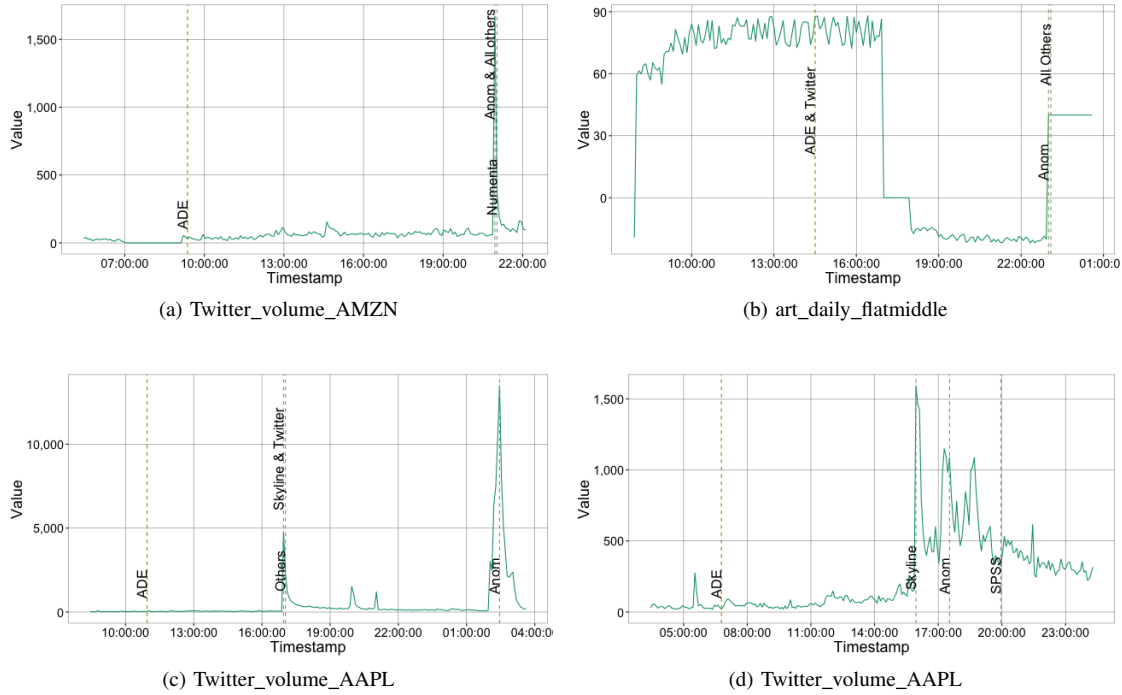 1,500
1,000
500
0
Value
ADE
Numenta
Anom & All others
07:00:00
10:00:00
13:00:00
16:00:00
19:00:00
22:00:00
Timestamp
(a) Twitter_volume_AMZN
90
60
30
0
Value
ADE & Twitter
Anom
All Others
10:00:00
13:00:00
16:00:00
19:00:00
22:00:00
01:00:0
Timestamp
(b) art_daily_flatmiddle
10,000
5,000
0
Value
ADE
Others
Skyline & Twitter
Anom
10:00:00
13:00:00
16:00:00
19:00:00
22:00:00
01:00:00
04:00:0
Timestamp
(c) Twitter_volume_AAPL
1,500
1,000
500
0
Value
ADE
Skyline
Anom
SPSS
05:00:00
08:00:00
11:00:00
14:00:00
17:00:00
20:00:00
23:00:00
Timestamp
(d) Twitter_volume_AAPL